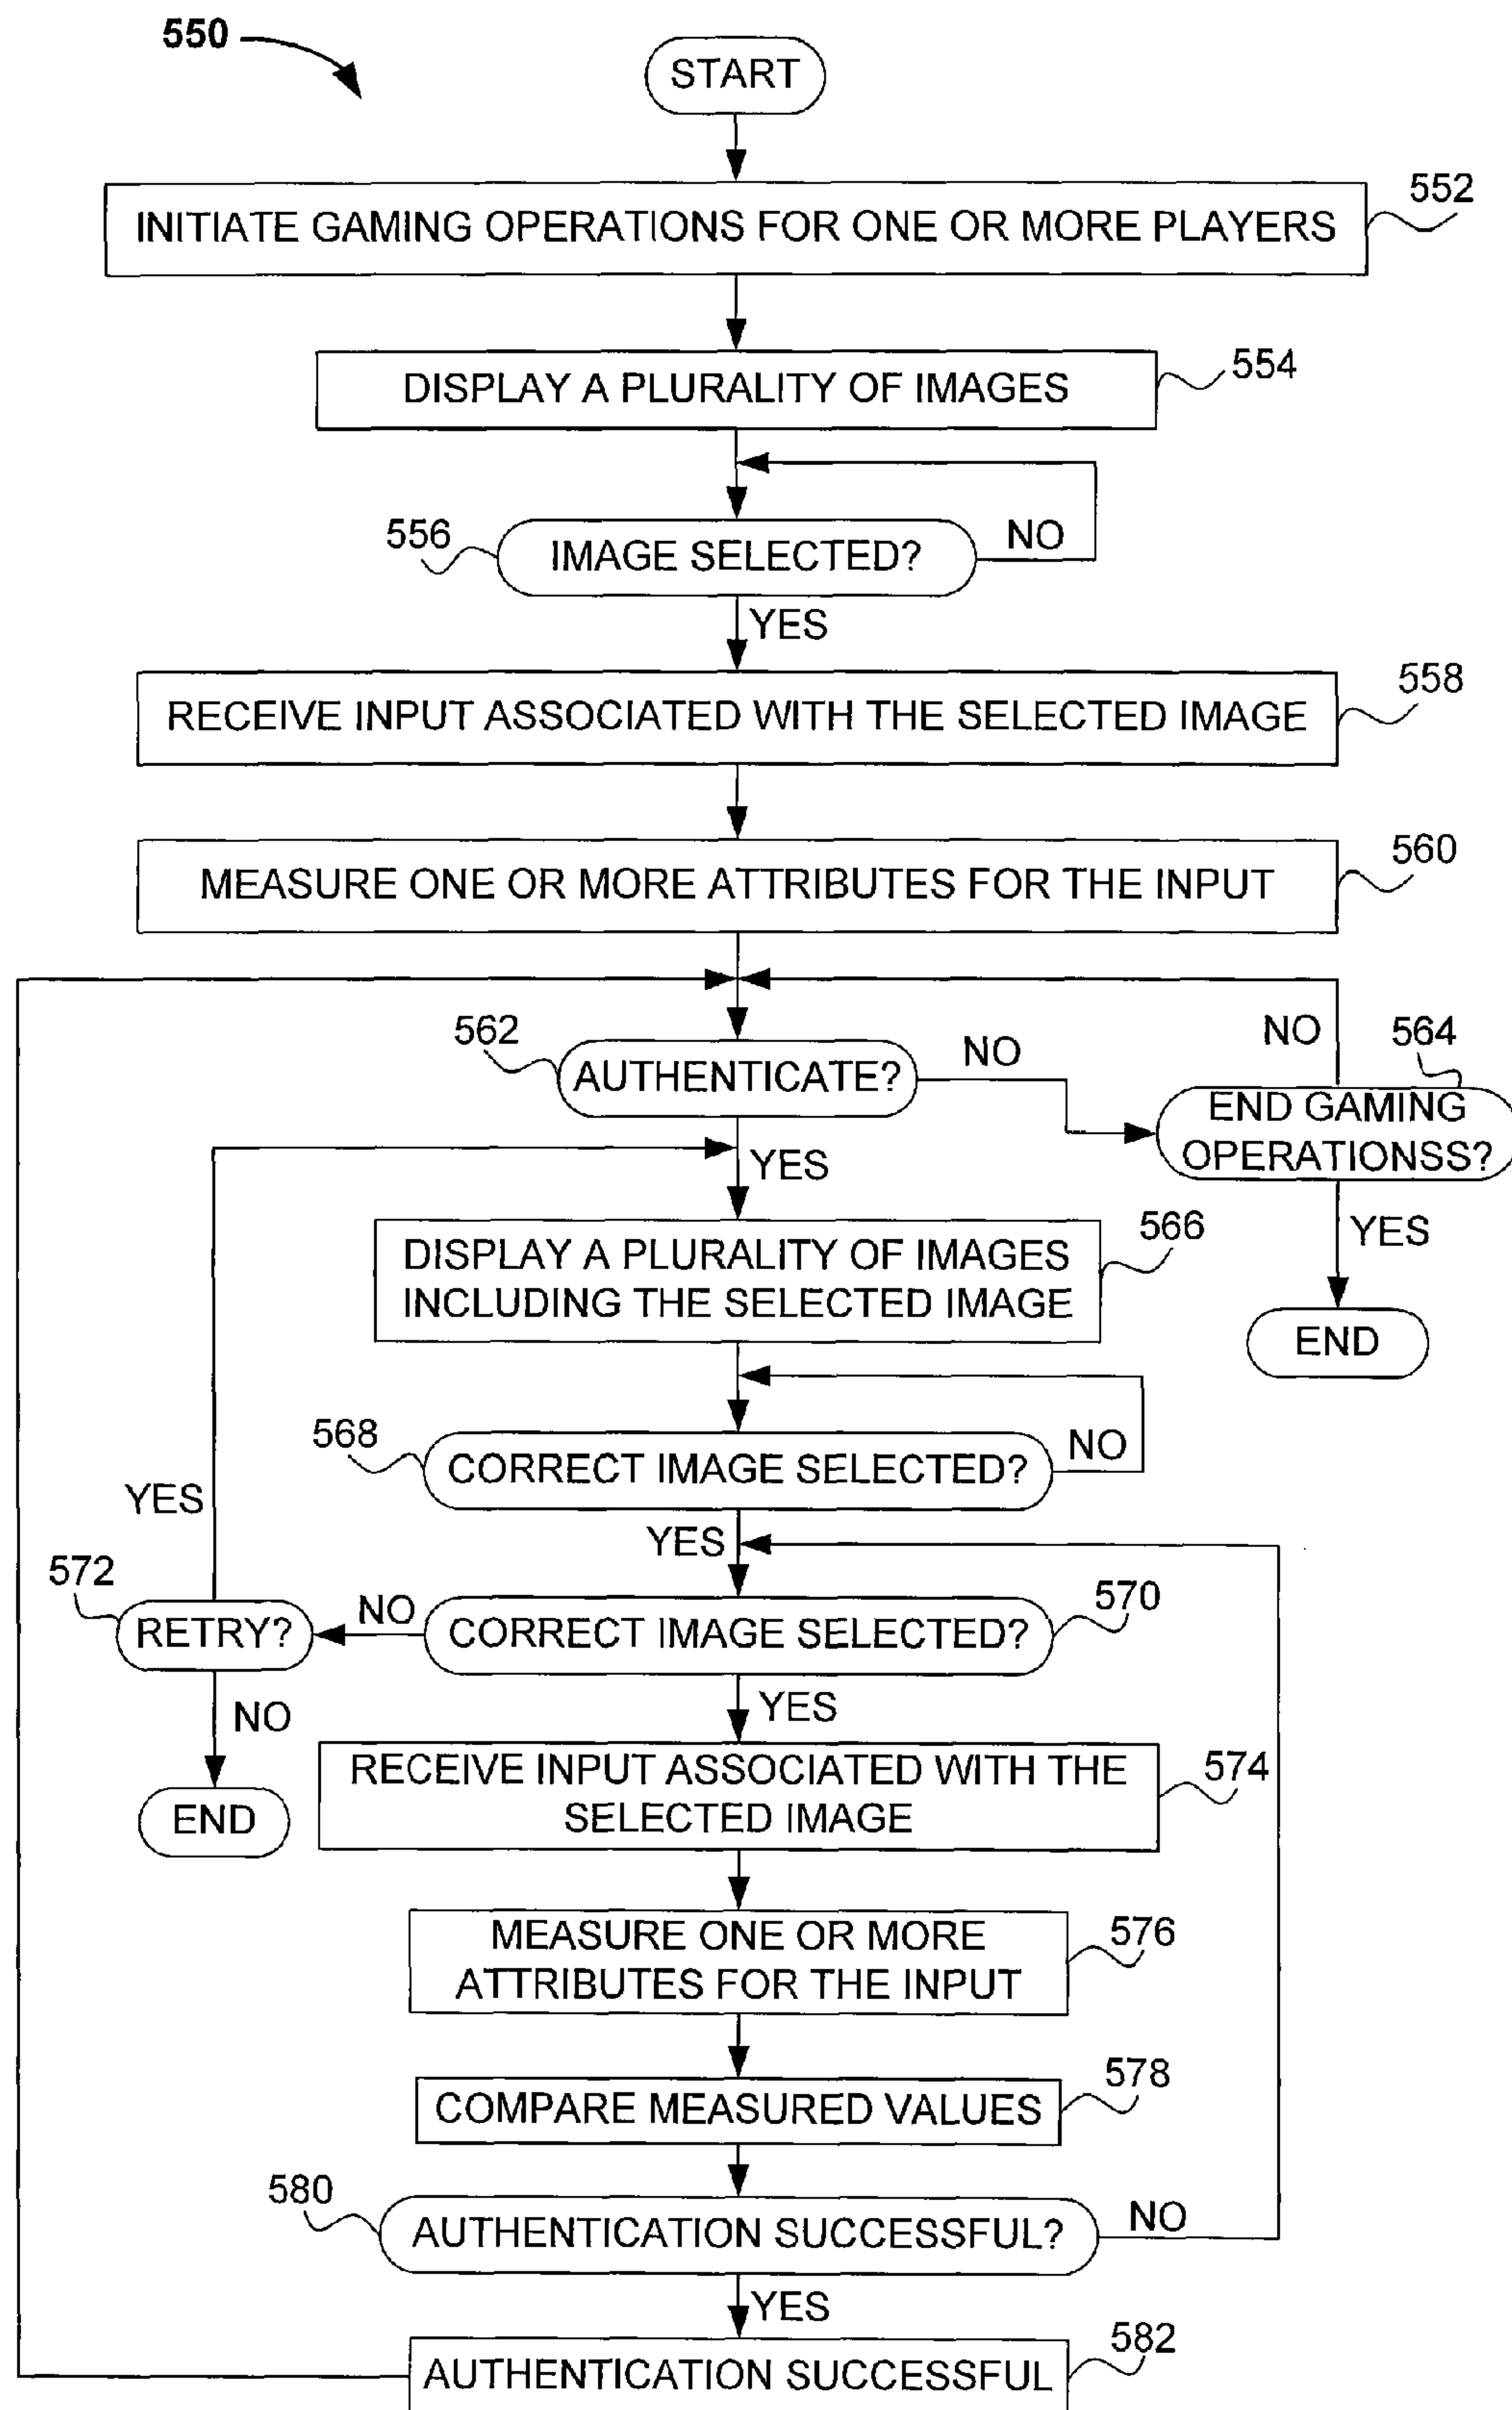 550
START
552
INITIATE GAMING OPERATIONS FOR ONE OR MORE PLAYERS
554
DISPLAY A PLURALITY OF IMAGES
556
IMAGE SELECTED?
NO
YES
558
RECEIVE INPUT ASSOCIATED WITH THE SELECTED IMAGE
560
MEASURE ONE OR MORE ATTRIBUTES FOR THE INPUT
562
AUTHENTICATE?
NO
NO
564
END GAMING
OPERATIONSS?
YES
YES
END
566
DISPLAY A PLURALITY OF IMAGES
INCLUDING THE SELECTED IMAGE
568
CORRECT IMAGE SELECTED?
NO
YES
YES
572
RETRY?
NO
570
CORRECT IMAGE SELECTED?
YES
NO
END
574
RECEIVE INPUT ASSOCIATED WITH THE
SELECTED IMAGE
576
MEASURE ONE OR MORE
ATTRIBUTES FOR THE INPUT
578
COMPARE MEASURED VALUES
580
AUTHENTICATION SUCCESSFUL?
NO
YES
582
AUTHENTICATION SUCCESSFUL